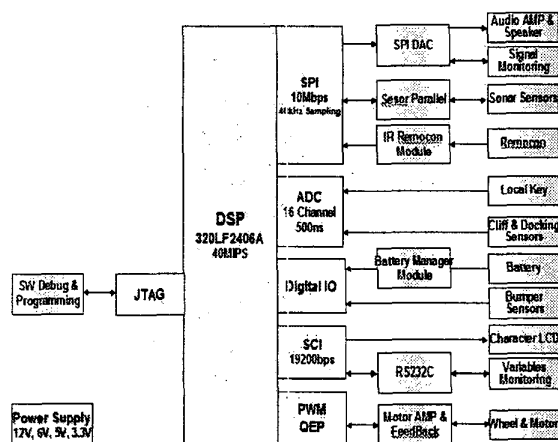 Audio AMP &
Speaker
SPI DAC
Signal
Monitoring
SPI
10Mbps
Sampling
Sesor Parallel
Sonar Sensors
IR Remocon
Module
Remocon
DSP
320LF2406A
40MIPS
ADC
16 Channel
500ns
Local Key
Cliff & Docking
Sensors
Digital IO
Battery Manager
Module
Battery
Bumper
Sensors
SW Debug &
Programming
JTAG
SCI
19200bps
Character LCD
RS232C
Variables
Monitoring
Power Supply
12V, 6V, 5V, 3.3V
PWM
QEP
Motor AMP &
FeedBack
Wheel & Motor